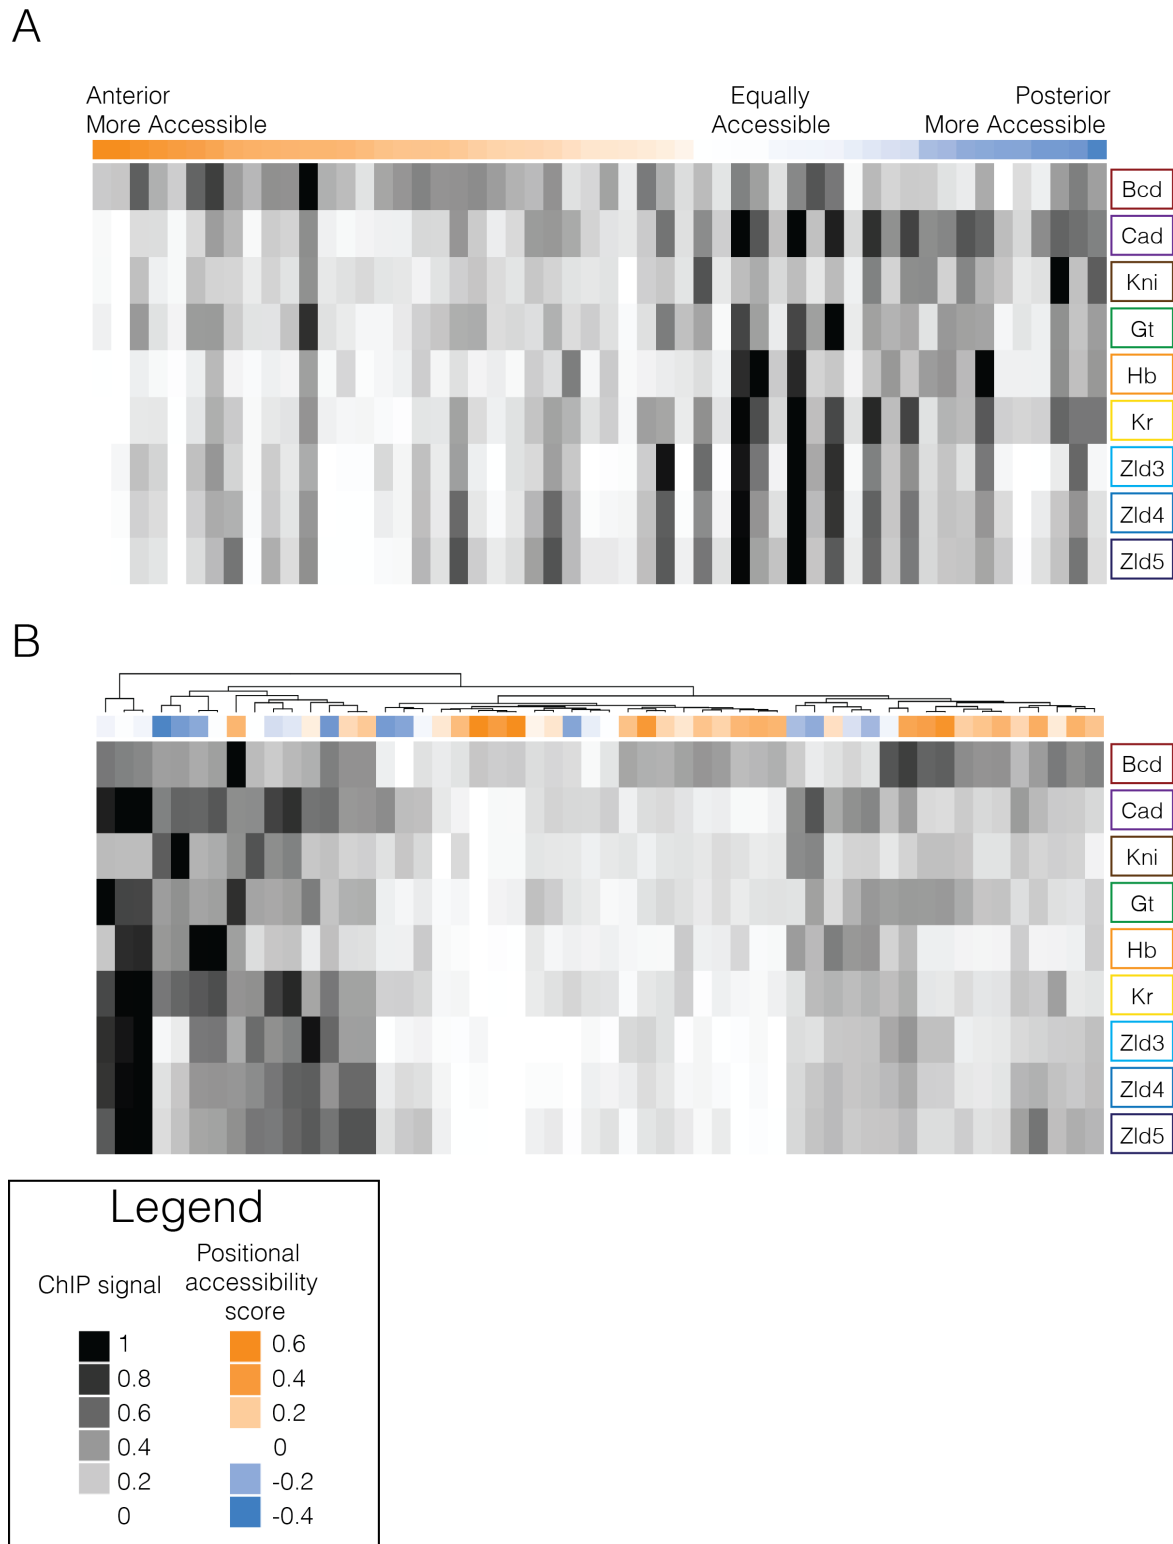 A
Anterior
More Accessible
Equally
Accessible
Posterior
More Accessible
Bcd
Cad
Kni
Gt
Hb
Kr
Zld3
Zld4
Zld5
B
Bcd
Cad
Kni
Gt
Hb
Kr
Zld3
Zld4
Zld5
Legend
ChIP signal
Positional
accessibility
score
1
0.8
0.6
0.4
0.2
0
0.6
0.4
0.2
0
-0.2
-0.4